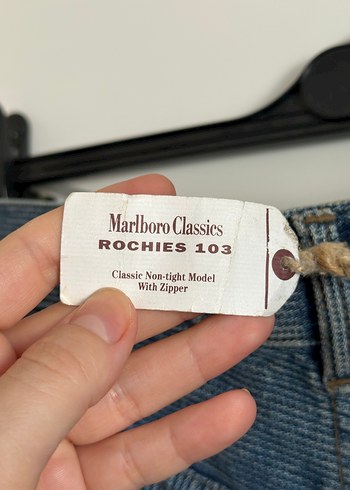 Marlboro Classics
ROCHIES 103
Classic Non-tight Model
With Zipper